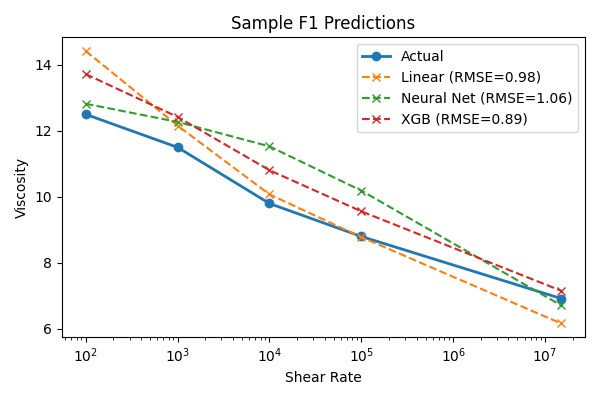 Sample F1 Predictions
Viscosity
14
12
10
8
6
Actual
Linear (RMSE=0.98)
Neural Net (RMSE=1.06)
XGB (RMSE=0.89)
10² 10³ 10⁴ 10⁵ 10⁶ 10⁷
Shear Rate